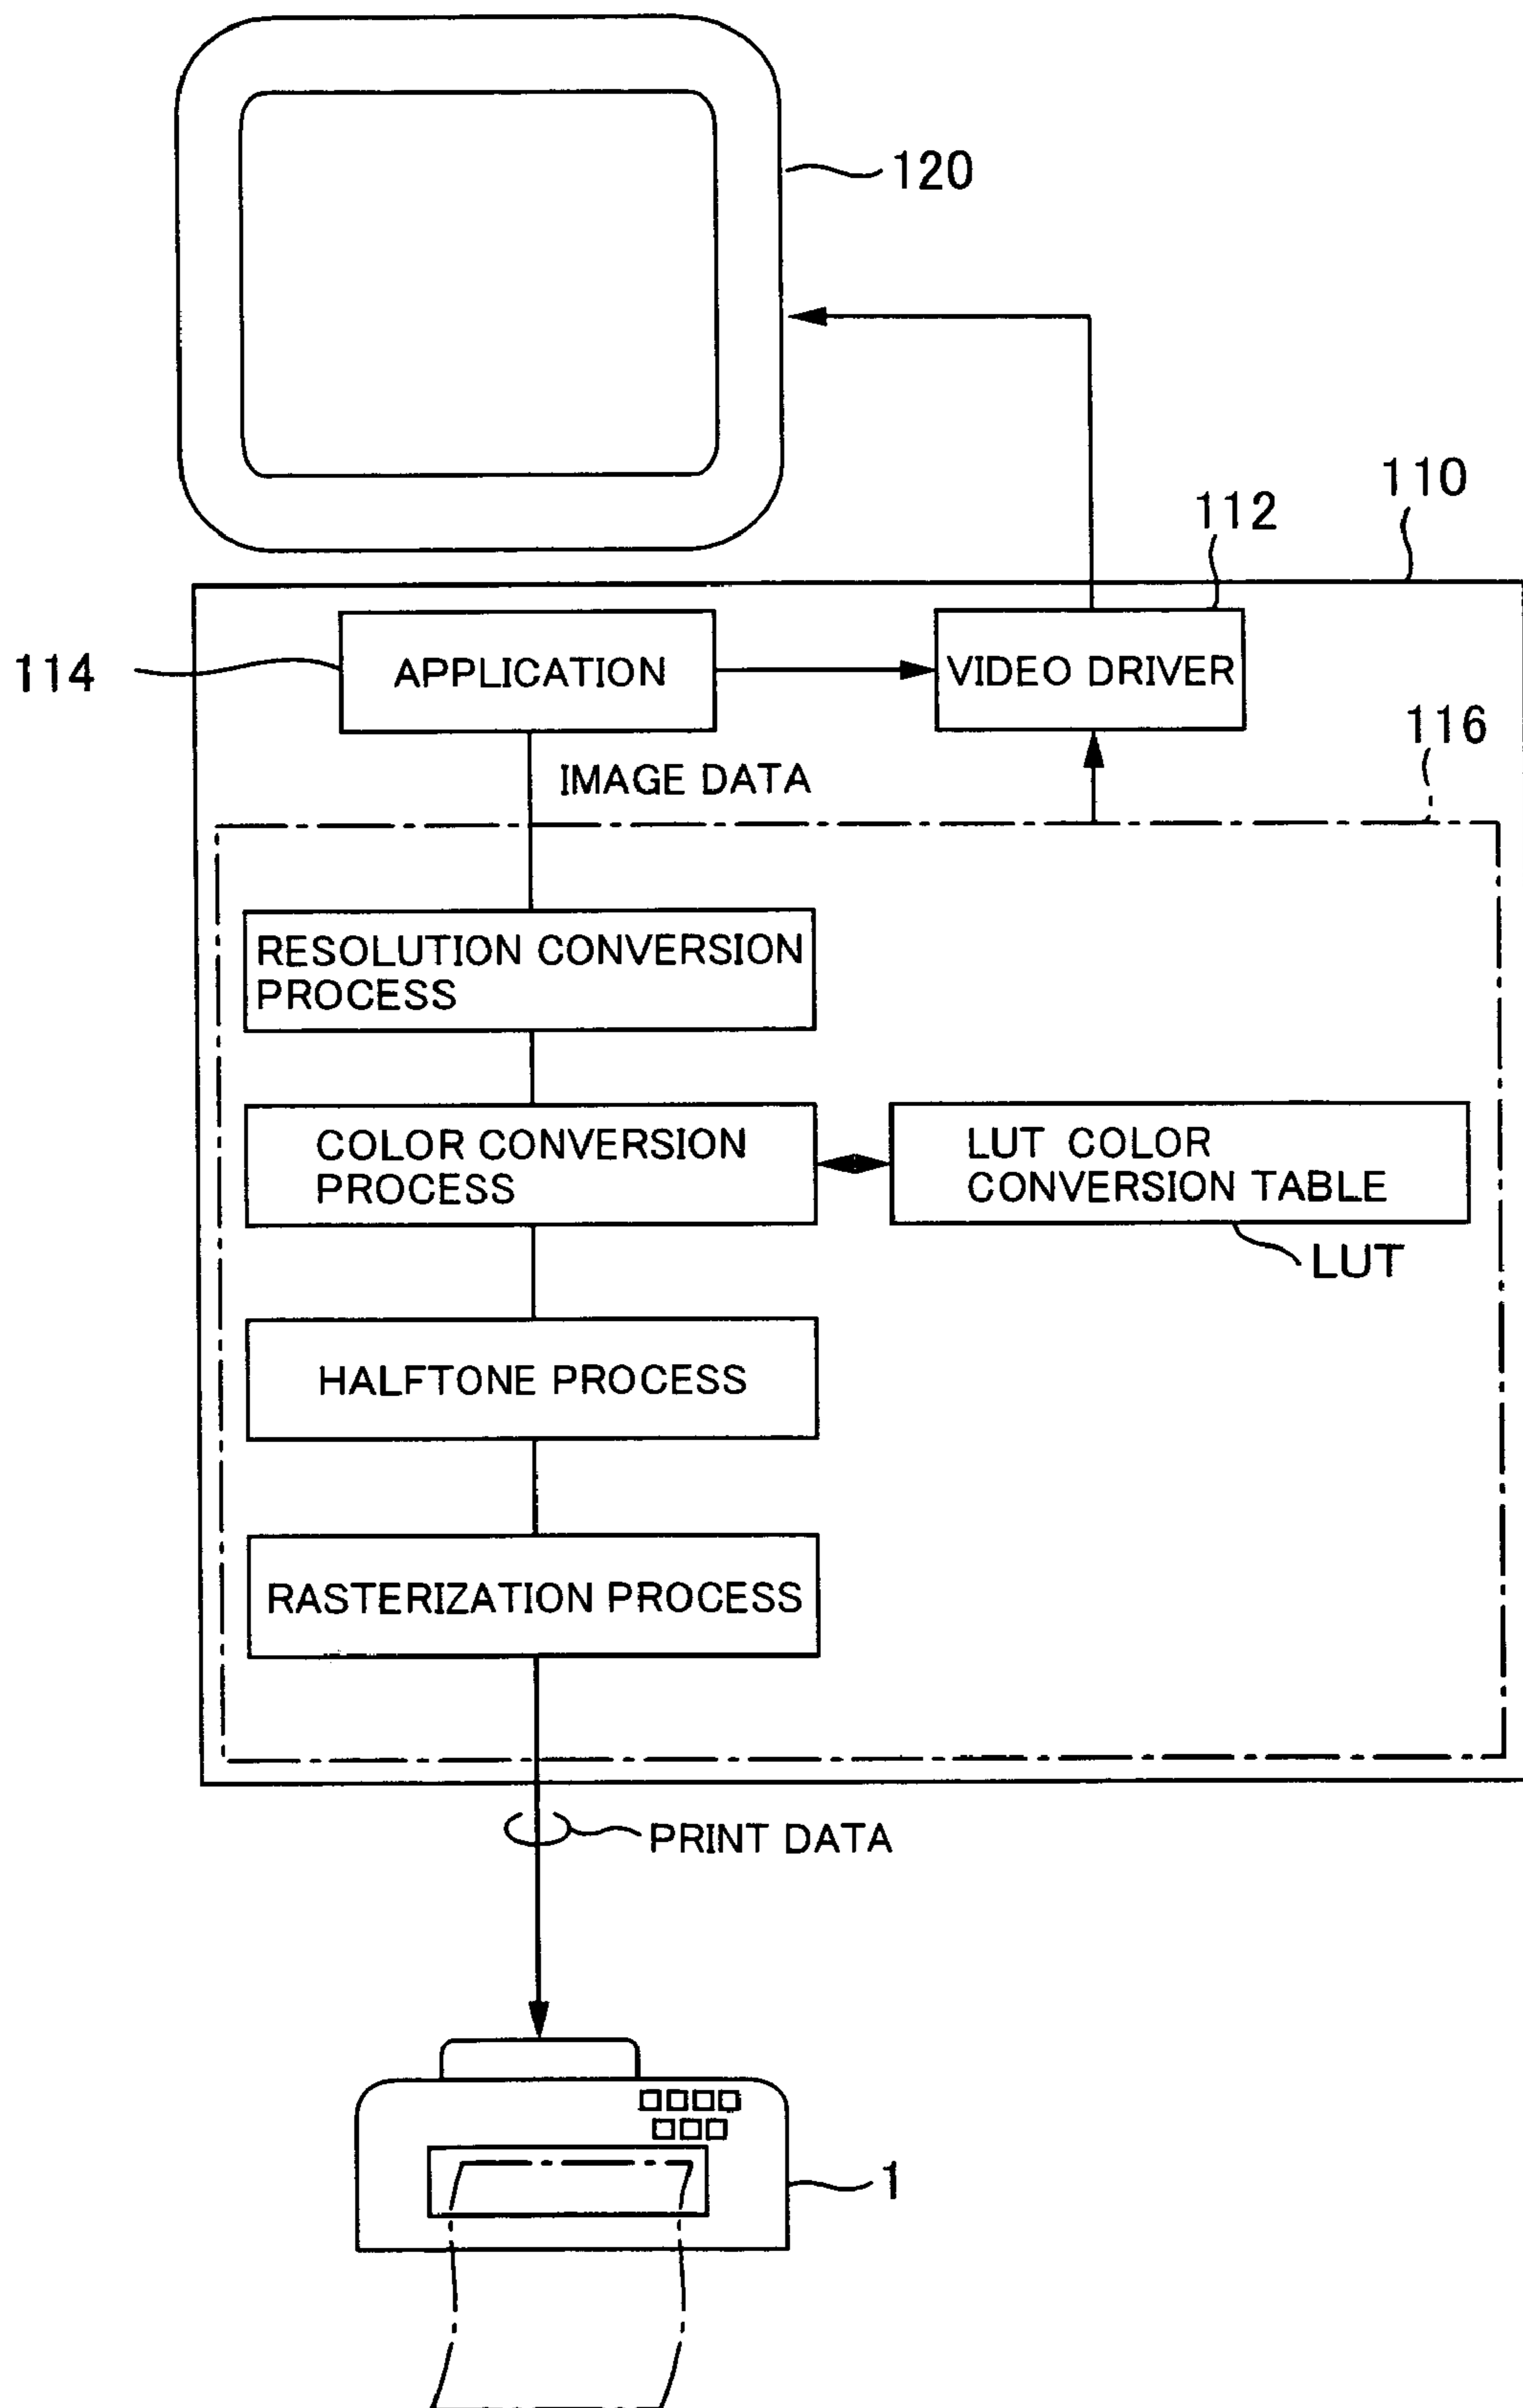 120
110
112
114
APPLICATION
VIDEO DRIVER
116
IMAGE DATA
RESOLUTION CONVERSION
PROCESS
COLOR CONVERSION
PROCESS
LUT COLOR
CONVERSION TABLE
LUT
HALFTONE PROCESS
RASTERIZATION PROCESS
PRINT DATA
1